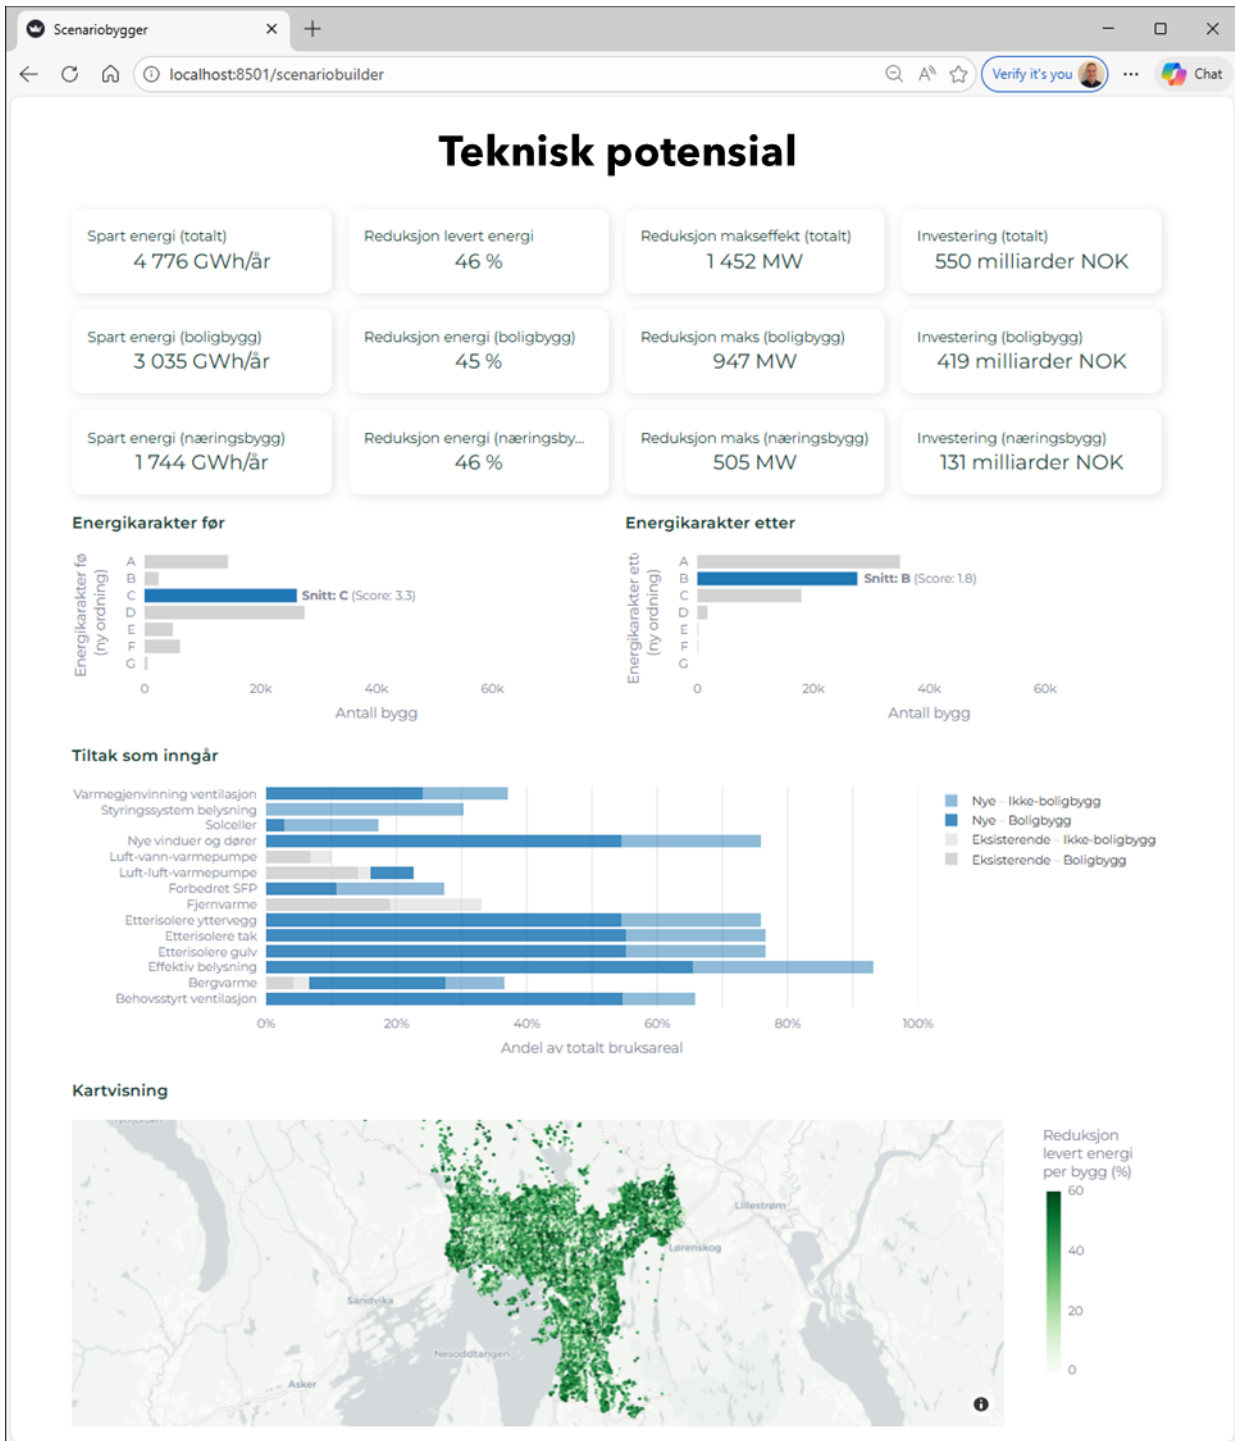 Scenariobygger
localhost:8501/scenariobuilder
Verify it's you
Chat
Teknisk potensial
Spart energi (totalt)
4 776 GWh/år
Reduksjon levert energi
46 %
Reduksjon makseffekt (totalt)
1 452 MW
Investering (totalt)
550 milliarder NOK
Spart energi (boligbygg)
3 035 GWh/år
Reduksjon energi (boligbygg)
45 %
Reduksjon maks (boligbygg)
947 MW
Investering (boligbygg)
419 milliarder NOK
Spart energi (næringsbygg)
1 744 GWh/år
Reduksjon energi (næringsby...
46 %
Reduksjon maks (næringsbygg)
505 MW
Investering (næringsbygg)
131 milliarder NOK
Energikarakter før
Energikarakter fø
(ny ordning)
A
B
C
D
E
F
G
Snitt: C (Score: 3.3)
0 20k 40k 60k
Antall bygg
Energikarakter etter
Energikarakter ett
(ny ordning)
A
B
C
D
E
F
G
Snitt: B (Score: 1.8)
0 20k 40k 60k
Antall bygg
Tiltak som inngår
Varmegjenvinning ventilasjon
Styringssystem belysning
Solceller
Nye vinduer og dører
Luft-vann-varmepumpe
Luft-luft-varmepumpe
Forbedret SFP
Fjernvarme
Etterisolere yttervegg
Etterisolere tak
Etterisolere gulv
Effektiv belysning
Bergvarme
Behovsstyrt ventilasjon
0% 20% 40% 60% 80% 100%
Andel av totalt bruksareal
Nye – Ikke-boligbygg
Nye – Boligbygg
Eksisterende – Ikke-boligbygg
Eksisterende – Boligbygg
Kartvisning
Lillestrøm
Lørenskog
Sandvika
Nesoddtangen
Asker
Reduksjon
levert energi
per bygg (%)
60
40
20
0